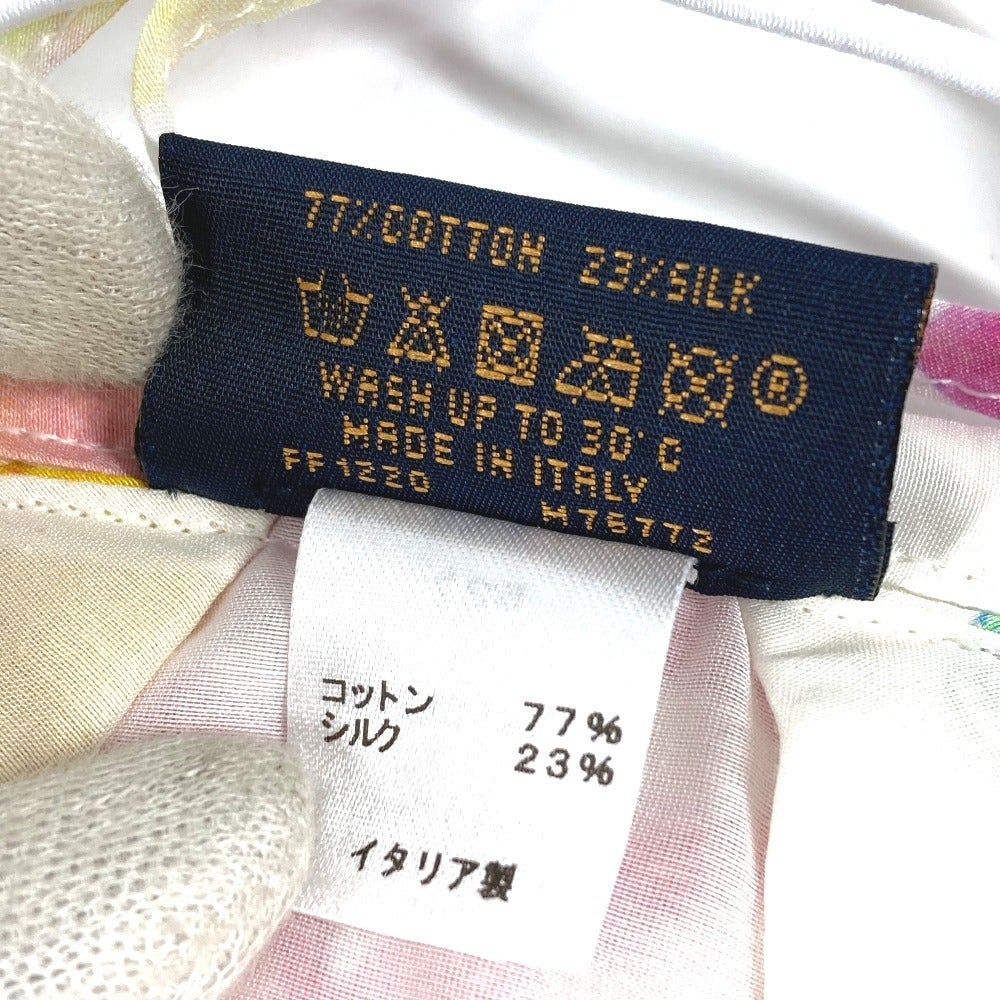 77%COTTON 23%SILK
®
WASH UP TO 30°C
MADE IN ITALY
FF1220 M75772
コットン 77%
シルク 23%
イタリア製